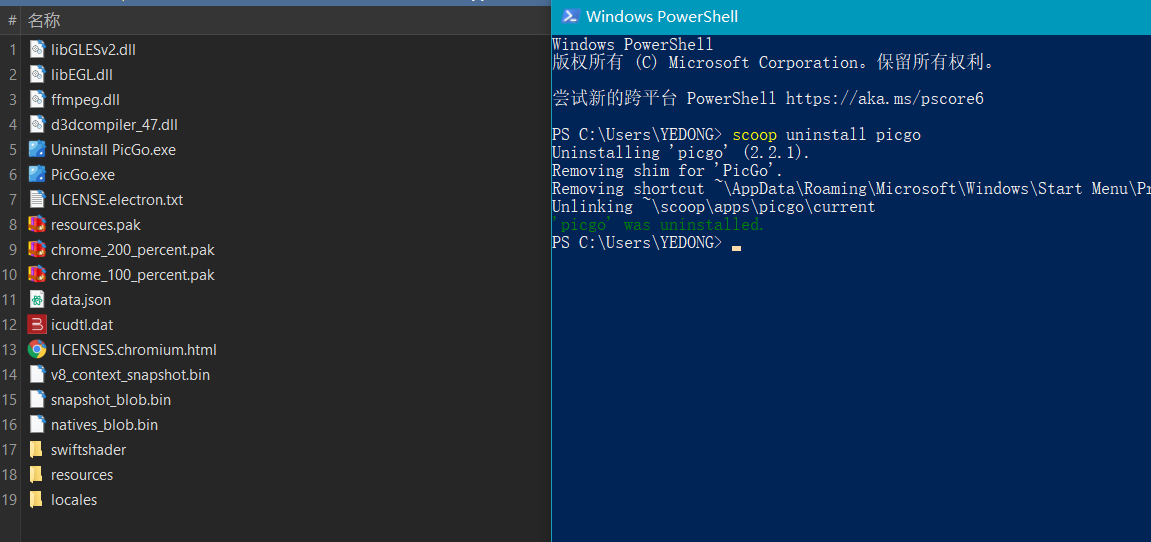 # 名称
1 libGLESv2.dll
2 libEGL.dll
3 ffmpeg.dll
4 d3dcompiler_47.dll
5 Uninstall PicGo.exe
6 PicGo.exe
7 LICENSE.electron.txt
8 resources.pak
9 chrome_200_percent.pak
10 chrome_100_percent.pak
11 data.json
12 icudtl.dat
13 LICENSES.chromium.html
14 v8_context_snapshot.bin
15 snapshot_blob.bin
16 natives_blob.bin
17 swiftshader
18 resources
19 locales
Windows PowerShell
Windows PowerShell
版权所有 (C) Microsoft Corporation。保留所有权利。
尝试新的跨平台 PowerShell https://aka.ms/pscore6
PS C:\Users\YEDONG> scoop uninstall picgo
Uninstalling 'picgo' (2.2.1).
Removing shim for 'PicGo'.
Removing shortcut ~\AppData\Roaming\Microsoft\Windows\Start Menu\Pr
Unlinking ~\scoop\apps\picgo\current
'picgo' was uninstalled.
PS C:\Users\YEDONG>